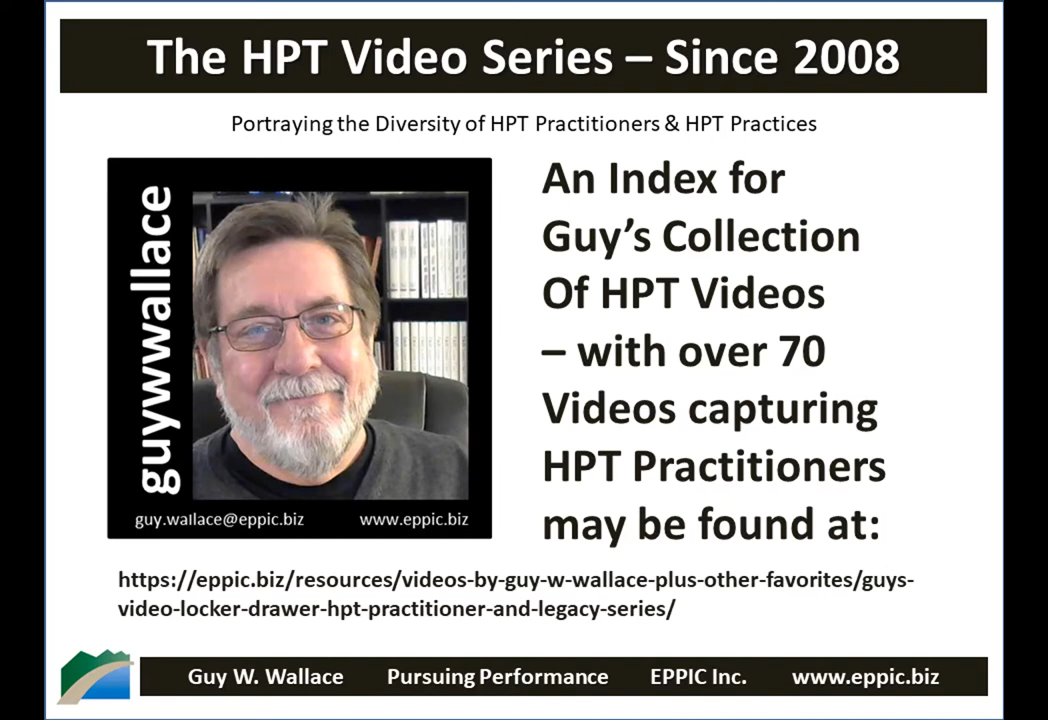 The HPT Video Series – Since 2008
Portraying the Diversity of HPT Practitioners & HPT Practices
guywwallace
guy.wallace@eppic.biz www.eppic.biz
An Index for
Guy’s Collection
Of HPT Videos
– with over 70
Videos capturing
HPT Practitioners
may be found at:
https://eppic.biz/resources/videos-by-guy-w-wallace-plus-other-favorites/guys-
video-locker-drawer-hpt-practitioner-and-legacy-series/
Guy W. Wallace Pursuing Performance EPPIC Inc. www.eppic.biz